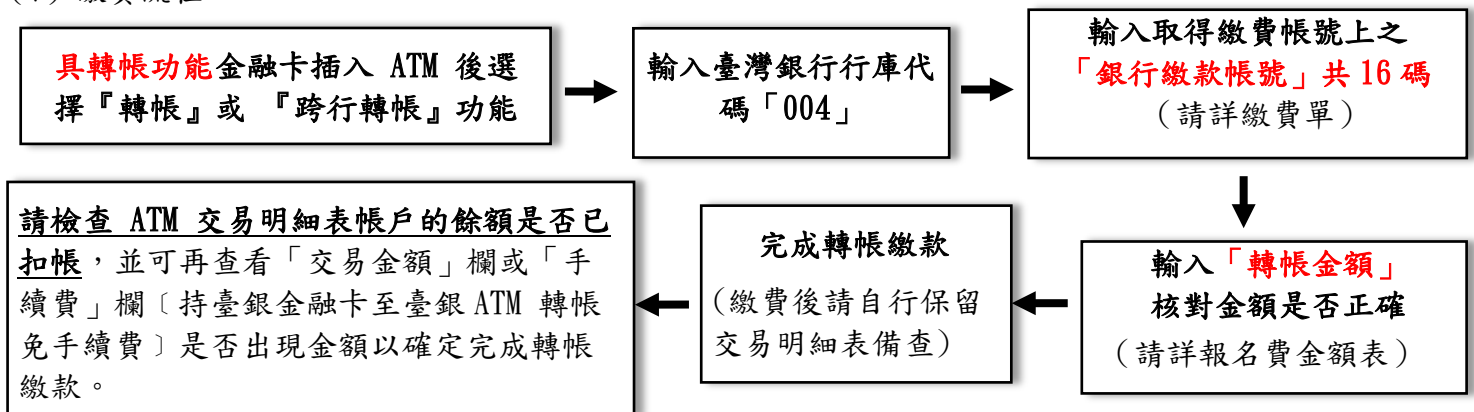 具轉帳功能金融卡插入 ATM 後選
擇『轉帳』或 『跨行轉帳』功能
輸入臺灣銀行行庫代
碼「004」
輸入取得繳費帳號上之
「銀行繳款帳號」共 16 碼
(請詳繳費單)
輸入「轉帳金額」
核對金額是否正確
(請詳報名費金額表)
完成轉帳繳款
(繳費後請自行保留
交易明細表備查)
請檢查 ATM 交易明細表帳戶的餘額是否已
扣帳，並可再查看「交易金額」欄或「手
續費」欄﹝持臺銀金融卡至臺銀 ATM 轉帳
免手續費﹞是否出現金額以確定完成轉帳
繳款。